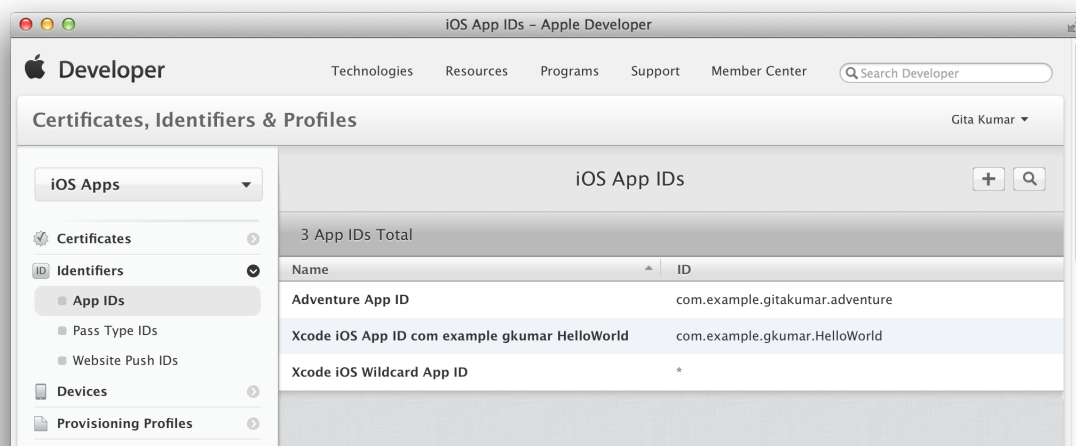 iOS App IDs – Apple Developer
Developer
Technologies Resources Programs Support Member Center Search Developer
Certificates, Identifiers & Profiles
Gita Kumar
iOS Apps
iOS App IDs
3 App IDs Total
Certificates
ID Identifiers
App IDs
Pass Type IDs
Website Push IDs
Devices
Provisioning Profiles
Name ID
Adventure App ID com.example.gitakumar.adventure
Xcode iOS App ID com example gkumar HelloWorld com.example.gkumar.HelloWorld
Xcode iOS Wildcard App ID *